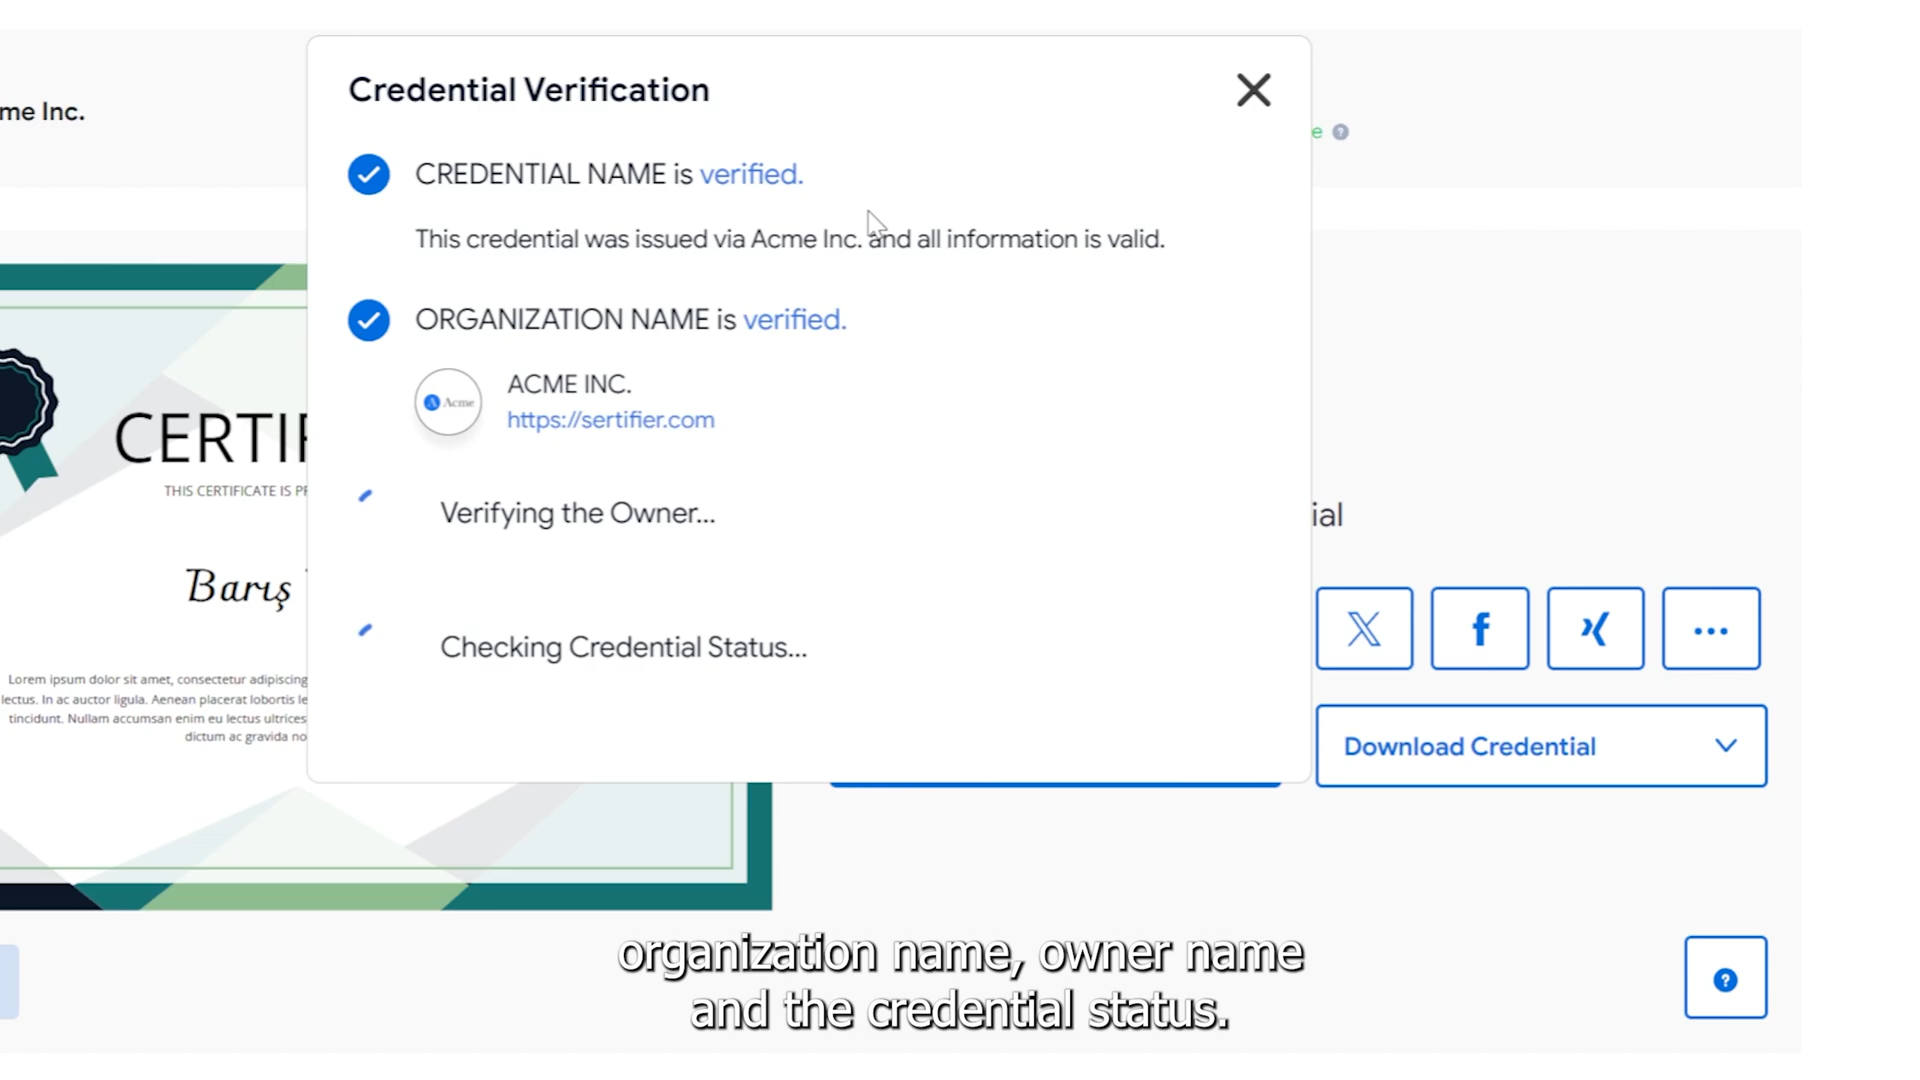 me Inc.
Credential Verification
e
CREDENTIAL NAME is verified.
This credential was issued via Acme Inc. and all information is valid.
ORGANIZATION NAME is verified.
Acme
ACME INC.
https://sertifier.com
CERTIF
THIS CERTIFICATE IS PR
Verifying the Owner...
ial
Barış
Checking Credential Status...
Lorem ipsum dolor sit amet, consectetur adipiscing
lectus. In ac auctor ligula. Aenean placerat lobortis le
tincidunt. Nullam accumsan enim eu lectus ultrices
dictum ac gravida no
Download Credential
organization name, owner name
and the credential status.